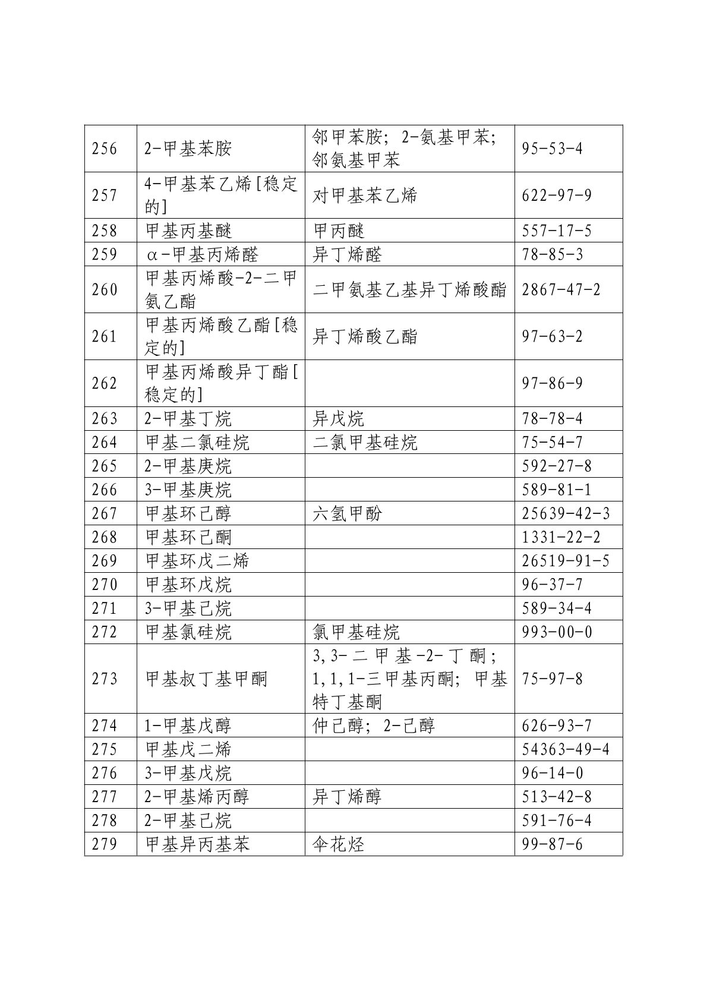 256 2-甲基苯胺 邻甲苯胺；2-氨基甲苯；
邻氨基甲苯 95-53-4
257 4-甲基苯乙烯[稳定
的] 对甲基苯乙烯 622-97-9
258 甲基丙基醚 甲丙醚 557-17-5
259 α-甲基丙烯醛 异丁烯醛 78-85-3
260 甲基丙烯酸-2-二甲
氨乙酯 二甲氨基乙基异丁烯酸酯 2867-47-2
261 甲基丙烯酸乙酯[稳
定的] 异丁烯酸乙酯 97-63-2
262 甲基丙烯酸异丁酯[
稳定的] 97-86-9
263 2-甲基丁烷 异戊烷 78-78-4
264 甲基二氯硅烷 二氯甲基硅烷 75-54-7
265 2-甲基庚烷 592-27-8
266 3-甲基庚烷 589-81-1
267 甲基环己醇 六氢甲酚 25639-42-3
268 甲基环己酮 1331-22-2
269 甲基环戊二烯 26519-91-5
270 甲基环戊烷 96-37-7
271 3-甲基己烷 589-34-4
272 甲基氯硅烷 氯甲基硅烷 993-00-0
273 甲基叔丁基甲酮 3,3-二甲基-2-丁酮；
1,1,1-三甲基丙酮；甲基
特丁基酮 75-97-8
274 1-甲基戊醇 仲己醇；2-己醇 626-93-7
275 甲基戊二烯 54363-49-4
276 3-甲基戊烷 96-14-0
277 2-甲基烯丙醇 异丁烯醇 513-42-8
278 2-甲基己烷 591-76-4
279 甲基异丙基苯 伞花烃 99-87-6